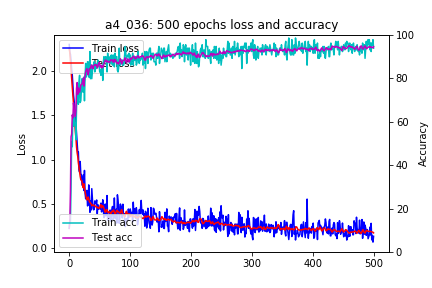 a4_036: 500 epochs loss and accuracy
Train loss
Test loss
2.0
1.5
1.0
0.5
0.0
Loss
100
80
60
40
20
0
Accuracy
Train acc
Test acc
0 100 200 300 400 500